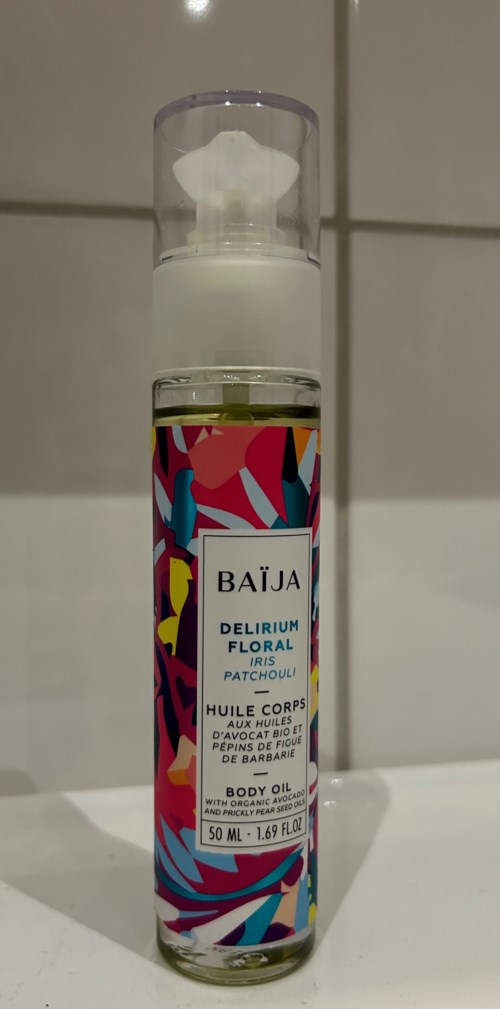 BAÏJA
DELIRIUM
FLORAL
IRIS
PATCHOULI
HUILE CORPS
AUX HUILES
D'AVOCAT BIO ET
PÉPINS DE FIGUE
DE BARBARIE
BODY OIL
WITH ORGANIC AVOCADO
AND PRICKLY PEAR SEED OILS
50 ML - 1.69 FL.OZ